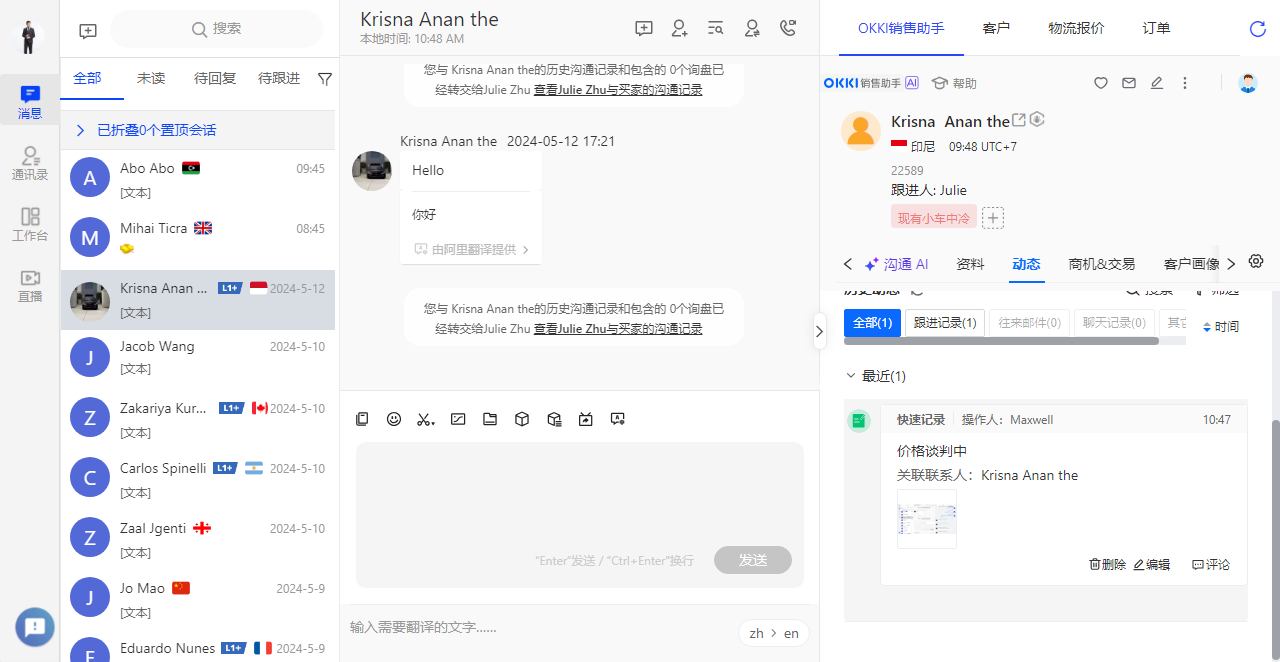 消息
通讯录
工作台
直播
搜索
全部
未读
待回复
待跟进
已折叠0个置顶会话
A
Abo Abo
09:45
[文本]
M
Mihai Ticra
08:45
Krisna Anan ...
L1+
2024-5-12
[文本]
J
Jacob Wang
2024-5-10
[文本]
Z
Zakariya Kur...
L1+
2024-5-10
[文本]
C
Carlos Spinelli
L1+
2024-5-10
[文本]
Z
Zaal Jgenti
2024-5-10
[文本]
J
Jo Mao
2024-5-9
[文本]
E
Eduardo Nunes
L1+
2024-5-9
Krisna Anan the
本地时间: 10:48 AM
您与 Krisna Anan the的历史沟通记录和包含的 0个询盘已
经转交给Julie Zhu 查看Julie Zhu与买家的沟通记录
Krisna Anan the 2024-05-12 17:21
Hello
你好
由阿里翻译提供
您与 Krisna Anan the的历史沟通记录和包含的 0个询盘已
经转交给Julie Zhu 查看Julie Zhu与买家的沟通记录
“Enter”发送 / “Ctrl+Enter”换行
发送
输入需要翻译的文字......
zh > en
OKKI销售助手
客户
物流报价
订单
OKKI 销售助手 AI
帮助
Krisna Anan the
印尼 09:48 UTC+7
22589
跟进人: Julie
现有小车中冷
沟通 AI
资料
动态
商机&交易
客户画像
历史动态
搜索
筛选
全部(1)
跟进记录(1)
往来邮件(0)
聊天记录(0)
其它
时间
最近(1)
快速记录
操作人：Maxwell
10:47
价格谈判中
关联联系人：Krisna Anan the
删除
编辑
评论